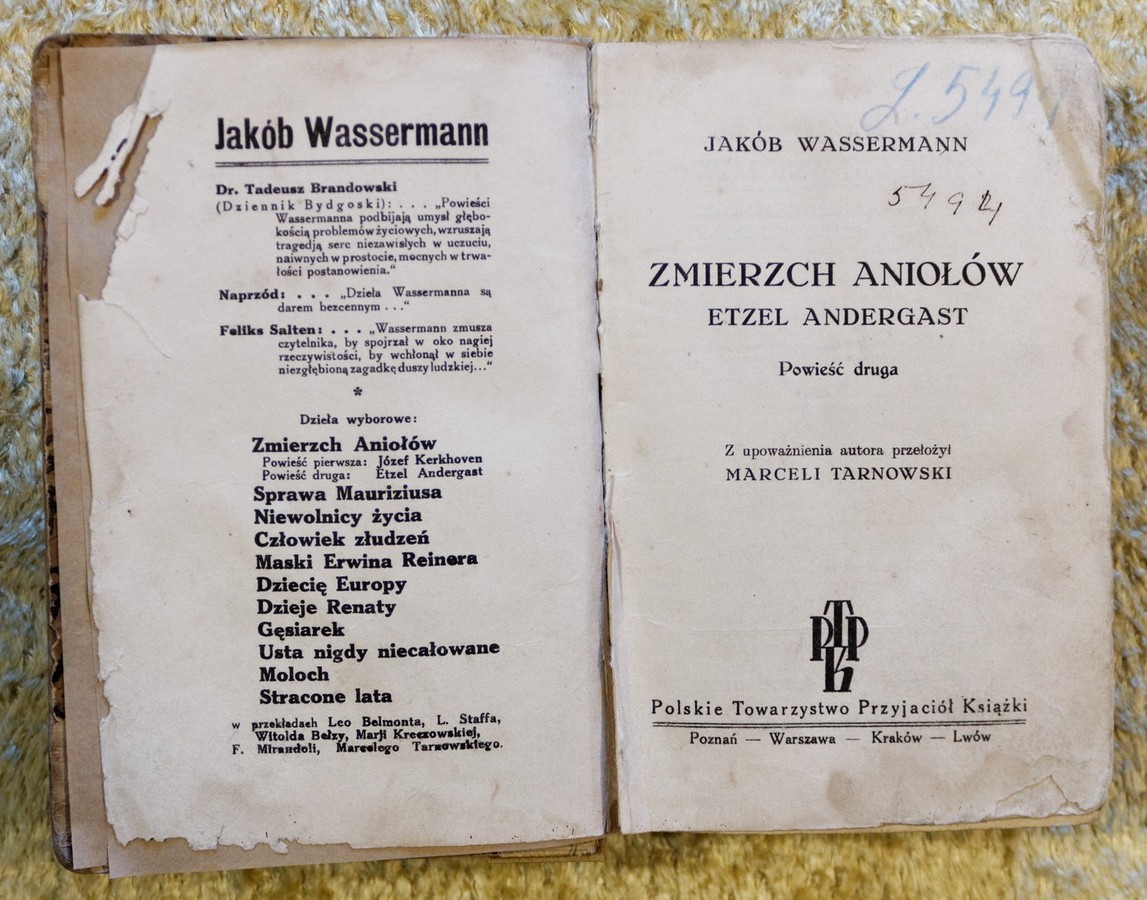 Jakób Wassermann
Dr. Tadeusz Brandowski
(Dziennik Bydgoski): . . . „Powieści
Wassermanna podbijają umysł głębo-
kością problemów życiowych, wzruszają
tragedją serc niezawisłych w uczuciu,
naiwnych w prostocie, mocnych w trwa-
łości postanowienia.“
Naprzód: . . . „Dzieła Wassermanna są
darem bezcennym . . .“
Feliks Salten: . . . „Wassermann zmusza
czytelnika, by spojrzał w oko nagiej
rzeczywistości, by wchłonął w siebie
niezgłębioną zagadkę duszy ludzkiej...“
*
Dzieła wyborowe:
Zmierzch Aniołów
Powieść pierwsza: Józef Kerkhoven
Powieść druga: Etzel Andergast
Sprawa Mauriziusa
Niewolnicy życia
Człowiek złudzeń
Maski Erwina Reinera
Dziecię Europy
Dzieje Renaty
Gęsiarek
Usta nigdy niecałowane
Moloch
Stracone lata
w przekładach Leo Belmonta, L. Staffa,
Witolda Bełzy, Marji Kreczowskiej,
F. Mirandoli, Marcelego Tarnowskiego.
JAKÓB WASSERMANN
ZMIERZCH ANIOŁÓW
ETZEL ANDERGAST
Powieść druga
Z upoważnienia autora przełożył
MARCELI TARNOWSKI
PTPK
Polskie Towarzystwo Przyjaciół Książki
Poznań — Warszawa — Kraków — Lwów